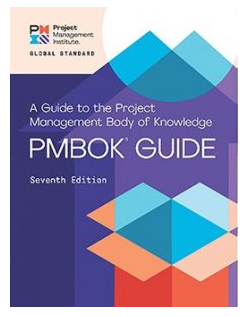 Project
Management
Institute.
GLOBAL STANDARD
A Guide to the Project
Management Body of Knowledge
PMBOK® GUIDE
Seventh Edition